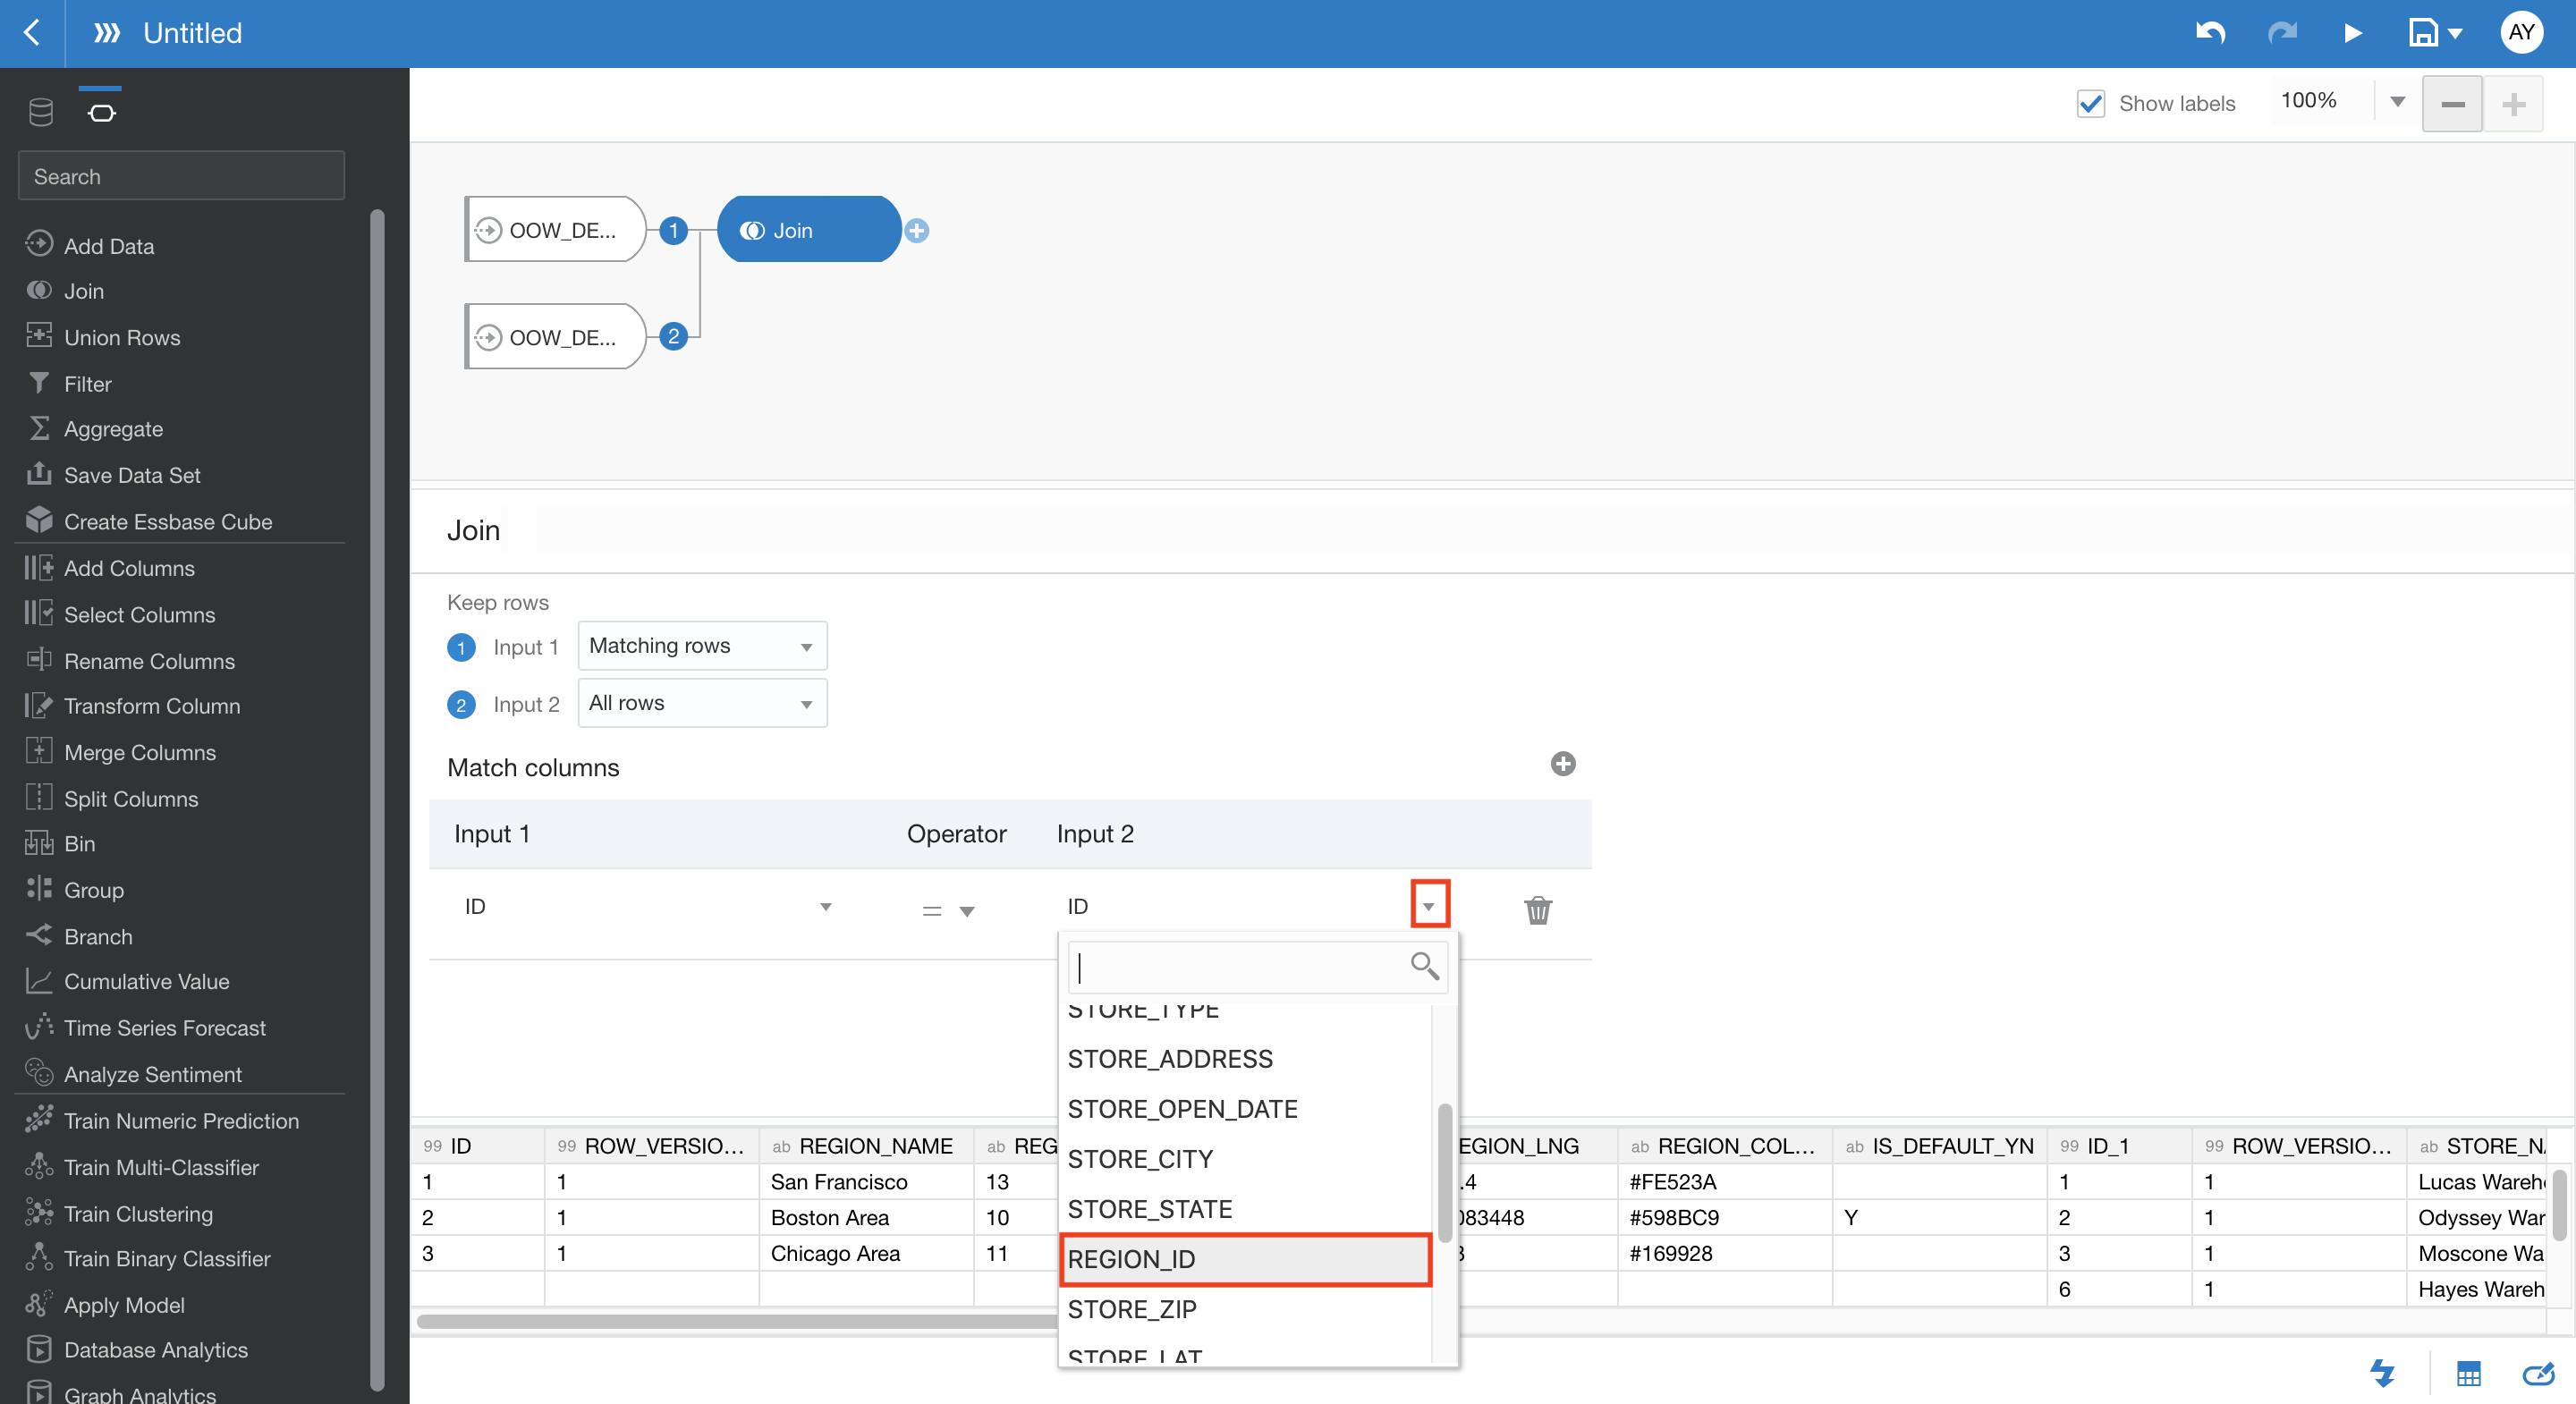 Untitled
AY
Show labels
100%
Search
Add Data
Join
Union Rows
Filter
Aggregate
Save Data Set
Create Essbase Cube
Add Columns
Select Columns
Rename Columns
Transform Column
Merge Columns
Split Columns
Bin
Group
Branch
Cumulative Value
Time Series Forecast
Analyze Sentiment
Train Numeric Prediction
Train Multi-Classifier
Train Clustering
Train Binary Classifier
Apply Model
Database Analytics
Graph Analytics
OOW_DE... 1 Join
OOW_DE... 2
Join
Keep rows
1 Input 1 Matching rows
2 Input 2 All rows
Match columns
Input 1 Operator Input 2
ID = ID
STORE_TYPE
STORE_ADDRESS
STORE_OPEN_DATE
STORE_CITY
STORE_STATE
REGION_ID
STORE_ZIP
STORE_LAT
99 ID 99 ROW_VERSIO... ab REGION_NAME ab REG EGION_LNG ab REGION_COL... ab IS_DEFAULT_YN 99 ID_1 99 ROW_VERSIO... ab STORE_NA
1 1 San Francisco 13 .4 #FE523A 1 1 Lucas Wareh
2 1 Boston Area 10 083448 #598BC9 Y 2 1 Odyssey War
3 1 Chicago Area 11 #169928 3 1 Moscone Wa
6 1 Hayes Wareh